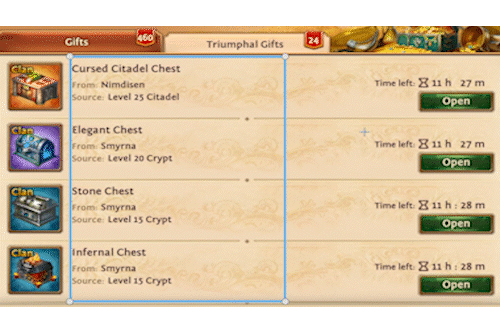 Gifts
460
Triumphal Gifts
24
Clan
Cursed Citadel Chest
From: Nimdisen
Source: Level 25 Citadel
Time left: 11 h 27 m
Open
Clan
Elegant Chest
From: Smyrna
Source: Level 20 Crypt
Time left: 11 h 27 m
Open
Clan
Stone Chest
From: Smyrna
Source: Level 15 Crypt
Time left: 11 h : 28 m
Open
Clan
Infernal Chest
From: Smyrna
Source: Level 15 Crypt
Time left: 11 h : 28 m
Open